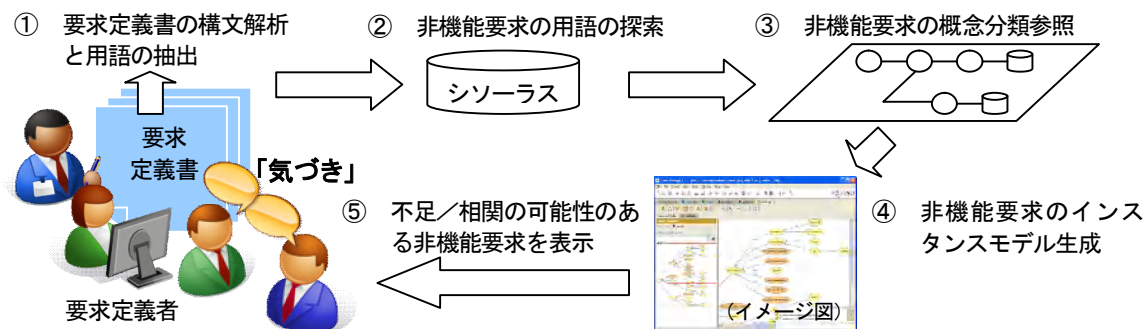 ① 要求定義書の構文解析
と用語の抽出
② 非機能要求の用語の探索
③ 非機能要求の概念分類参照
シソーラス
要求
定義書
「気づき」
⑤ 不足／相関の可能性のあ
る非機能要求を表示
④ 非機能要求のインス
タンスモデル生成
(イメージ図)
要求定義者